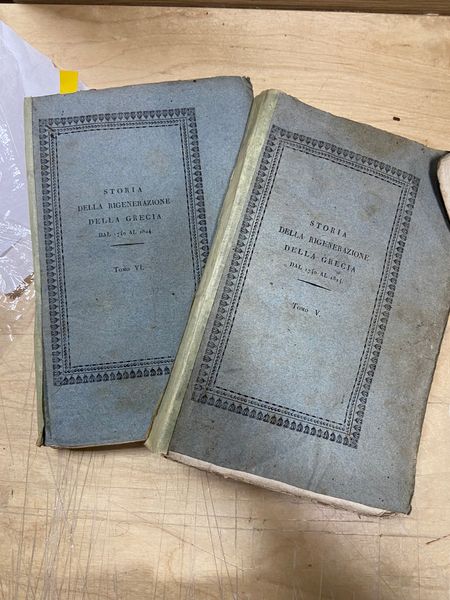 STORIA
DELLA RIGENERAZIONE
DELLA GRECIA
DAL 1740 AL 1824
TOMO VI.
STORIA
DELLA RIGENERAZIONE
DELLA GRECIA
DAL 1740 AL 1824
TOMO V.